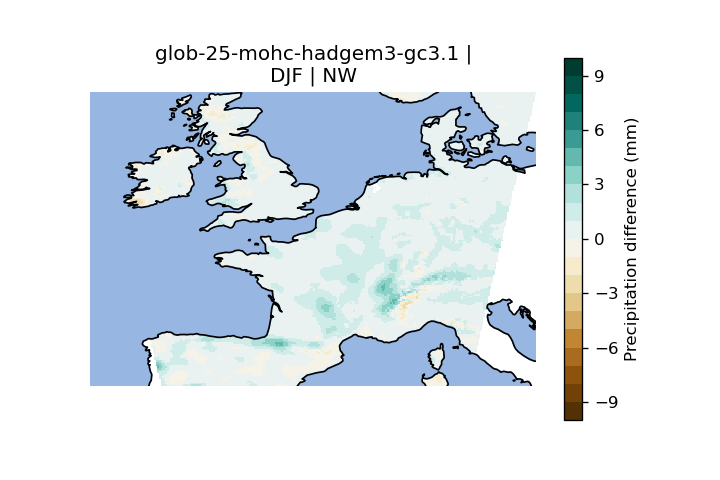 glob-25-mohc-hadgem3-gc3.1 |
DJF | NW
9
6
3
0
−3
−6
−9
Precipitation difference (mm)